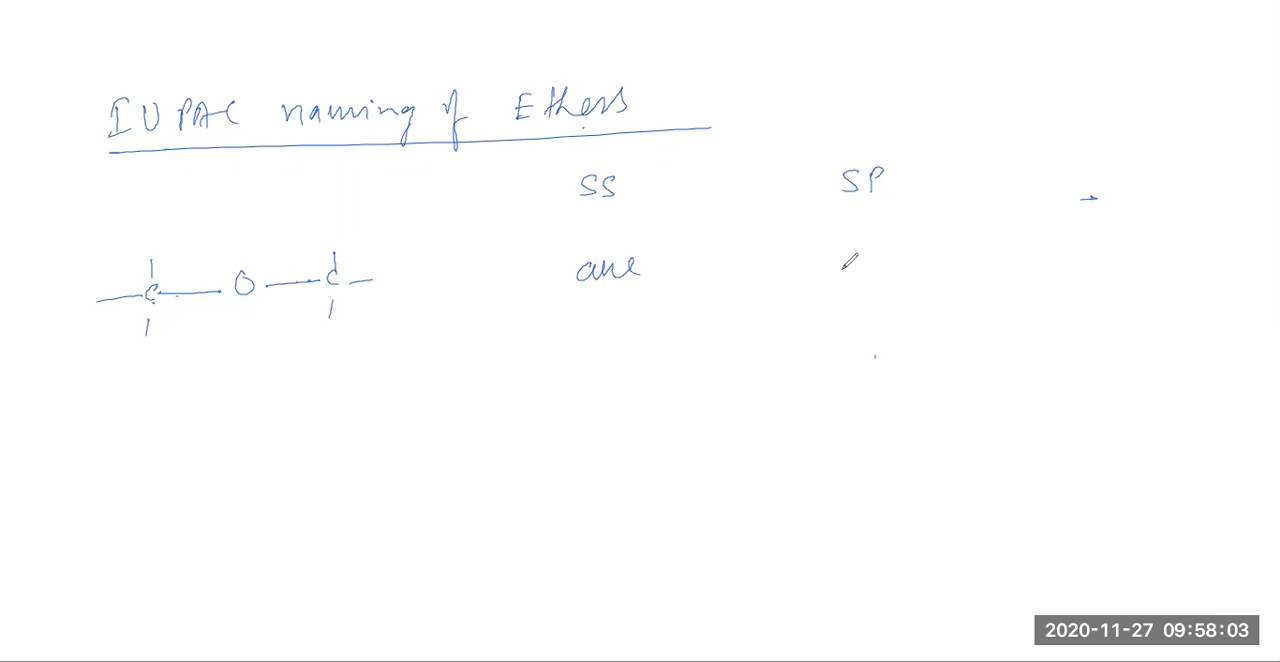 IUPAC naming of Ethers
SS SP
C O C ane
2020-11-27 09:58:03